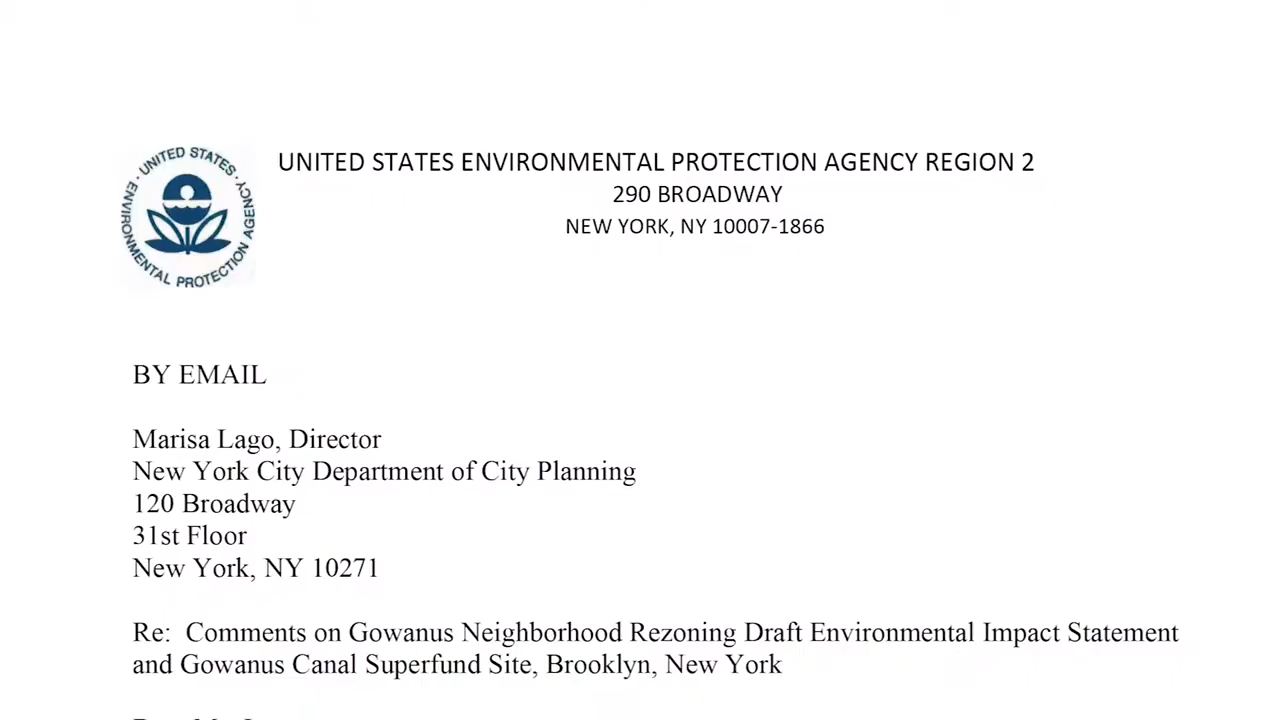 UNITED STATES ENVIRONMENTAL PROTECTION AGENCY REGION 2
290 BROADWAY
NEW YORK, NY 10007-1866
· UNITED STATES ·
ENVIRONMENTAL PROTECTION AGENCY
BY EMAIL
Marisa Lago, Director
New York City Department of City Planning
120 Broadway
31st Floor
New York, NY 10271
Re:  Comments on Gowanus Neighborhood Rezoning Draft Environmental Impact Statement
and Gowanus Canal Superfund Site, Brooklyn, New York